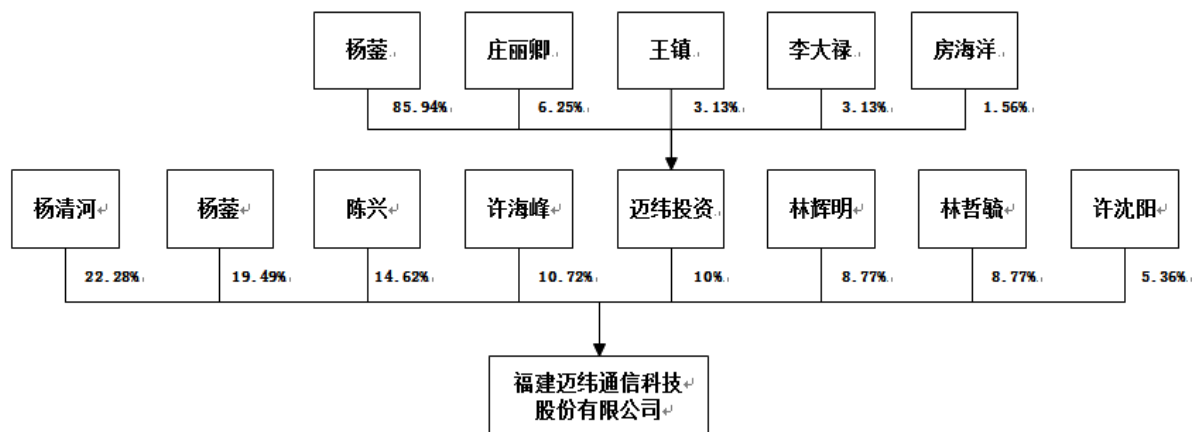 杨蓥
庄丽卿
王镇
李大禄
房海洋
85.94%
6.25%
3.13%
3.13%
1.56%
杨清河
杨蓥
陈兴
许海峰
迈纬投资
林辉明
林哲毓
许沈阳
22.28%
19.49%
14.62%
10.72%
10%
8.77%
8.77%
5.36%
福建迈纬通信科技
股份有限公司